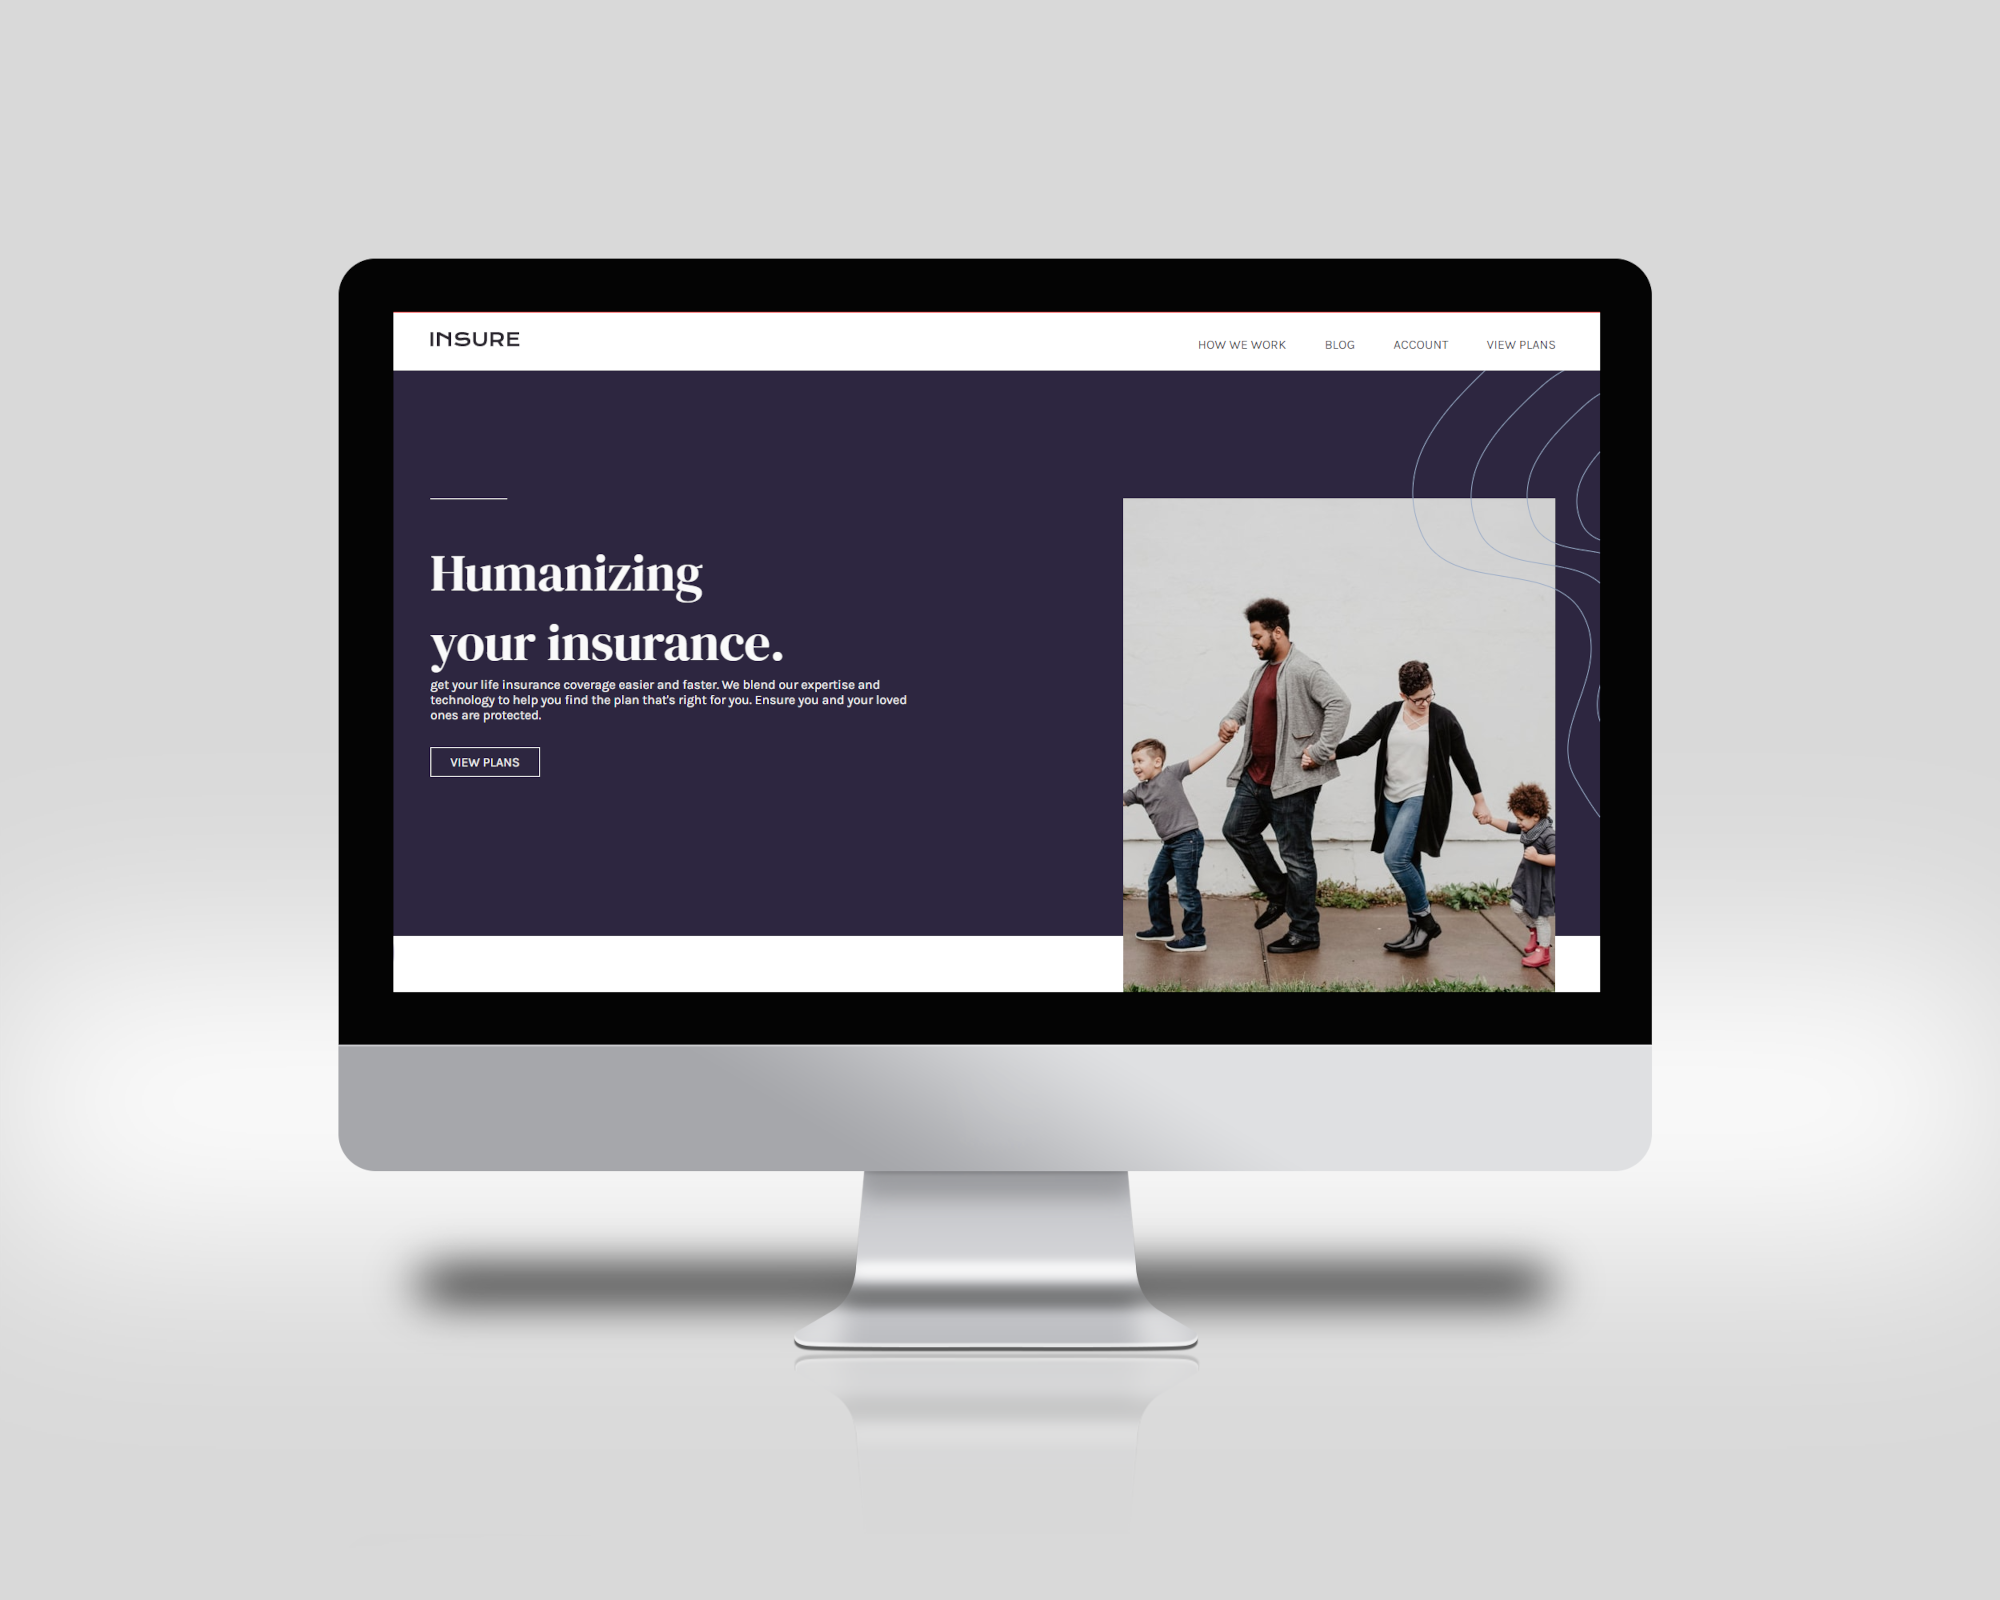 INSURE
HOW WE WORK BLOG ACCOUNT VIEW PLANS
Humanizing
your insurance.
get your life insurance coverage easier and faster. We blend our expertise and
technology to help you find the plan that's right for you. Ensure you and your loved
ones are protected.
VIEW PLANS